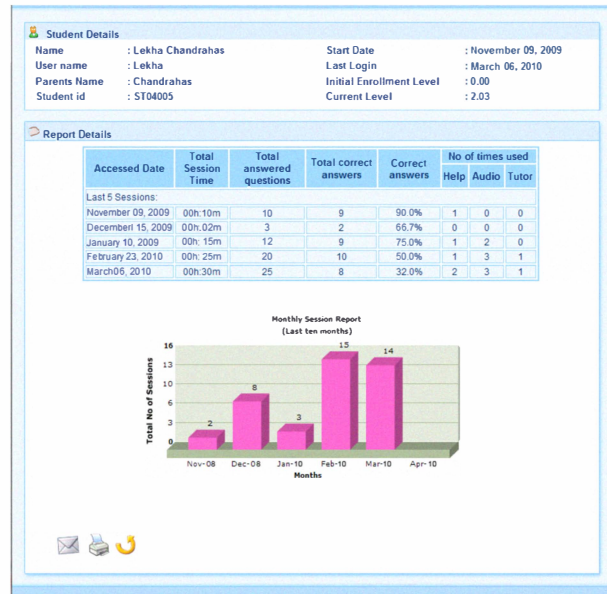 Student Details
Name : Lekha Chandrahas Start Date : November 09, 2009
User name : Lekha Last Login : March 06, 2010
Parents Name : Chandrahas Initial Enrollment Level : 0.00
Student id : ST04005 Current Level : 2.03
Report Details
Accessed Date Total Session Time Total answered questions Total correct answers Correct answers No of times used
Help Audio Tutor
Last 5 Sessions:
November 09, 2009 00h:10m 10 9 90.0% 1 0 0
Decemberl 15, 2009 00h.02m 3 2 66.7% 0 0 0
January 10, 2009 00h: 15m 12 9 75.0% 1 2 0
February 23, 2010 00h: 25m 20 10 50.0% 1 3 1
March06, 2010 00h:30m 25 8 32.0% 2 3 1
Monthly Session Report
(Last ten months)
Total No of Sessions
16
13
10
6
3
0
2
8
3
15
14
Nov-08 Dec-08 Jan-10 Feb-10 Mar-10 Apr-10
Months